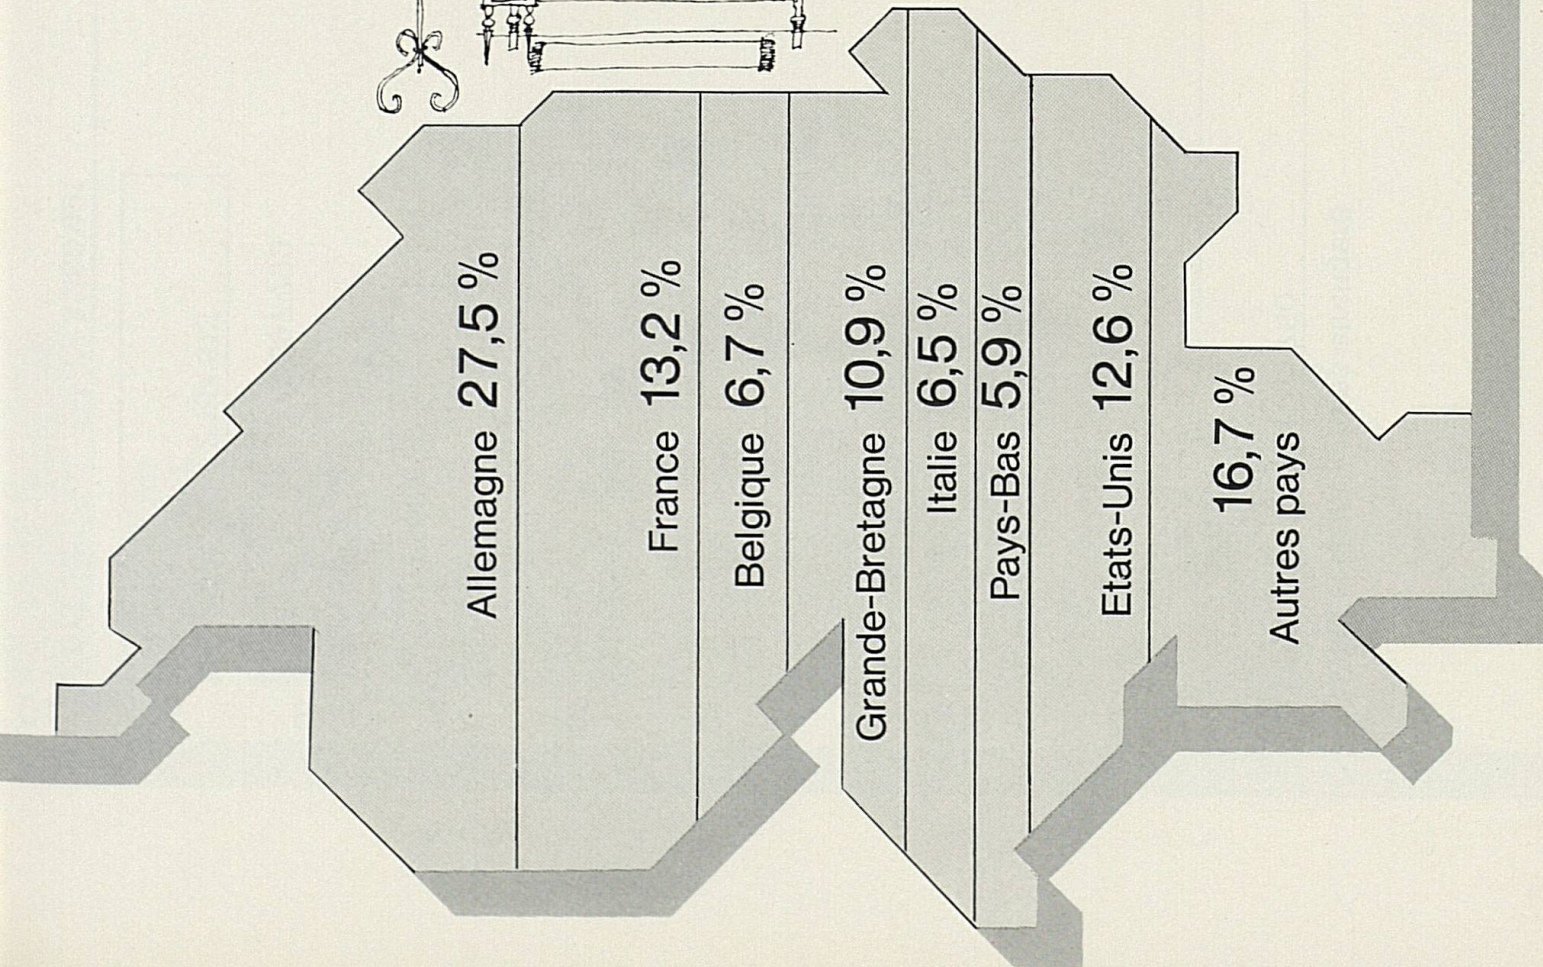 Allemagne 27,5 %
France 13,2 %
Belgique 6,7 %
Grande-Bretagne 10,9 %
Italie 6,5 %
Pays-Bas 5,9 %
Etats-Unis 12,6 %
16,7 %
Autres pays